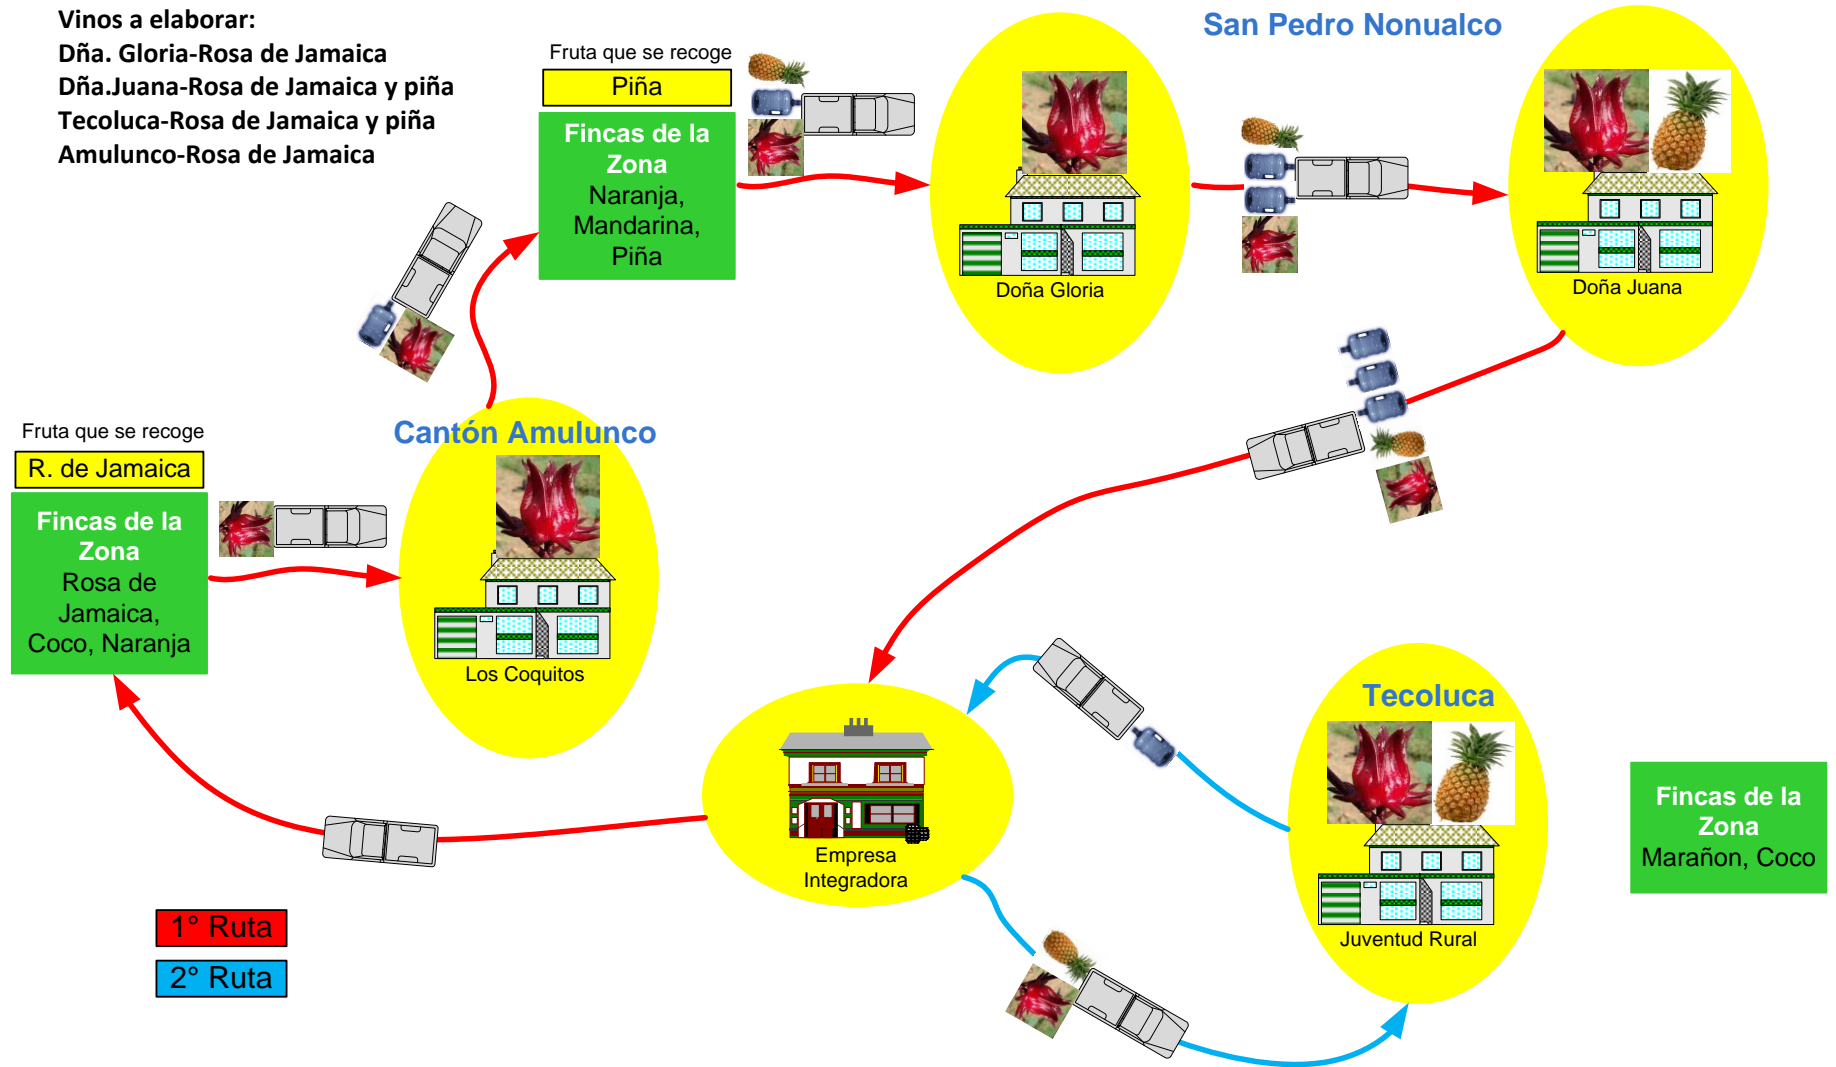 Vinos a elaborar:
Dña. Gloria-Rosa de Jamaica
Dña.Juana-Rosa de Jamaica y piña
Tecoluca-Rosa de Jamaica y piña
Amulunco-Rosa de Jamaica
Fruta que se recoge
Piña
Fincas de la
Zona
Naranja,
Mandarina,
Piña
San Pedro Nonualco
Doña Gloria
Doña Juana
Cantón Amulunco
Los Coquitos
Fruta que se recoge
R. de Jamaica
Fincas de la
Zona
Rosa de
Jamaica,
Coco, Naranja
Empresa
Integradora
Tecoluca
Juventud Rural
Fincas de la
Zona
Marañon, Coco
1° Ruta
2° Ruta